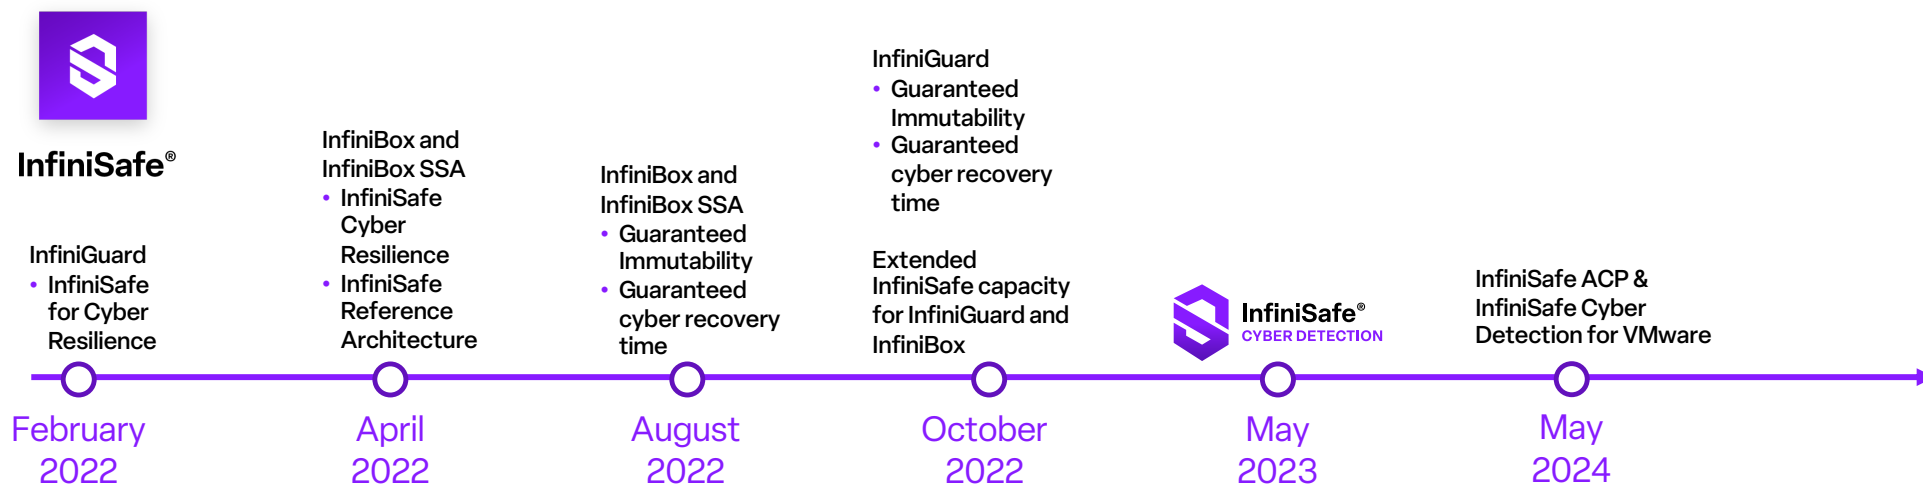 InfiniSafe®
InfiniGuard
• InfiniSafe
for Cyber
Resilience
February
2022
InfiniBox and
InfiniBox SSA
• InfiniSafe
Cyber
Resilience
• InfiniSafe
Reference
Architecture
April
2022
InfiniBox and
InfiniBox SSA
• Guaranteed
Immutability
• Guaranteed
cyber recovery
time
August
2022
InfiniGuard
• Guaranteed
Immutability
• Guaranteed
cyber recovery
time
Extended
InfiniSafe capacity
for InfiniGuard and
InfiniBox
October
2022
InfiniSafe®
CYBER DETECTION
May
2023
InfiniSafe ACP &
InfiniSafe Cyber
Detection for VMware
May
2024